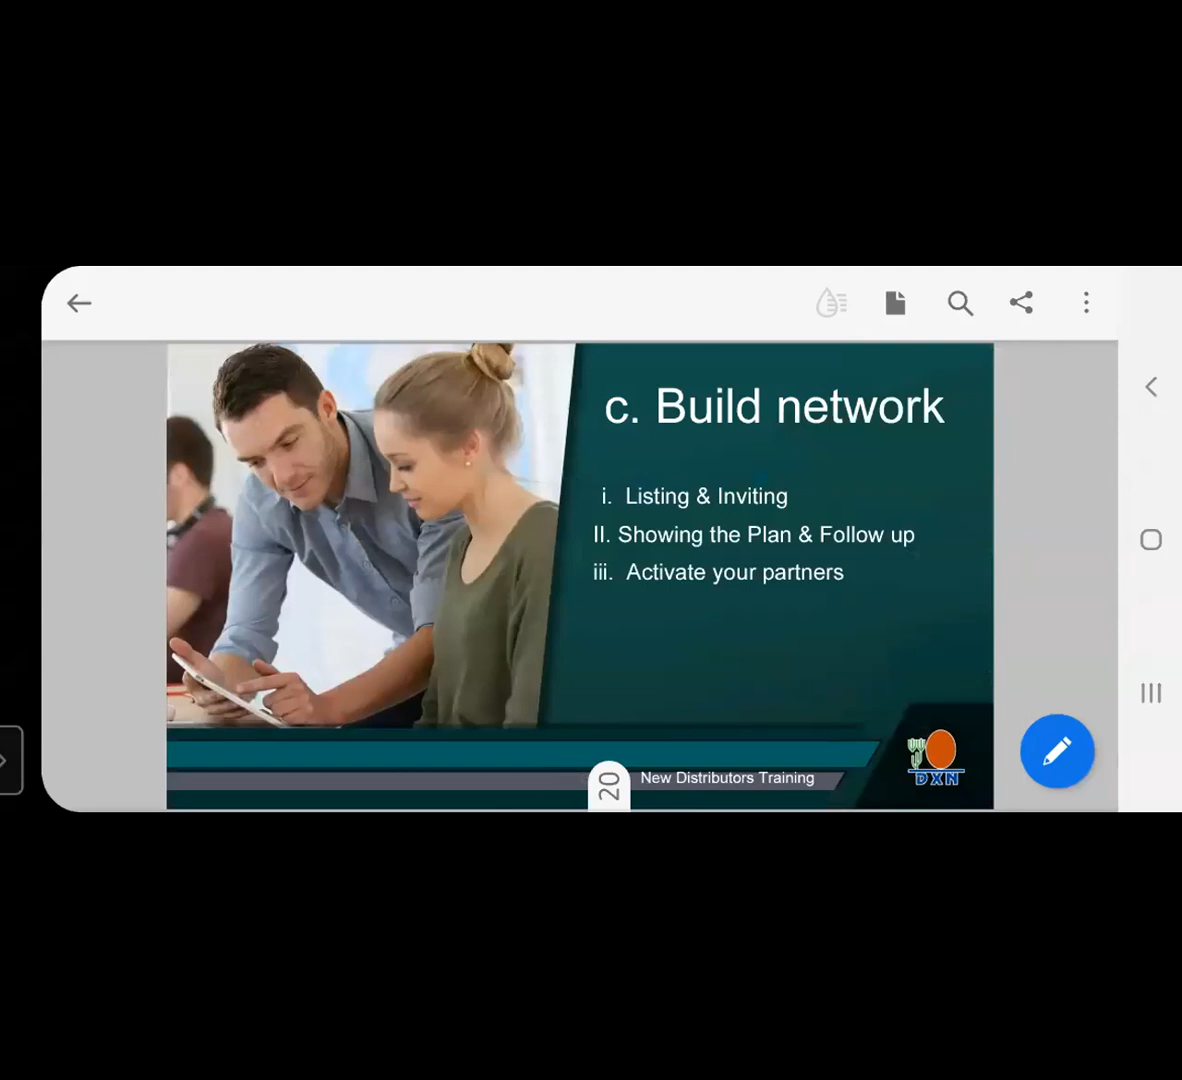 c. Build network
i. Listing & Inviting
II. Showing the Plan & Follow up
iii. Activate your partners
20
New Distributors Training
DXN